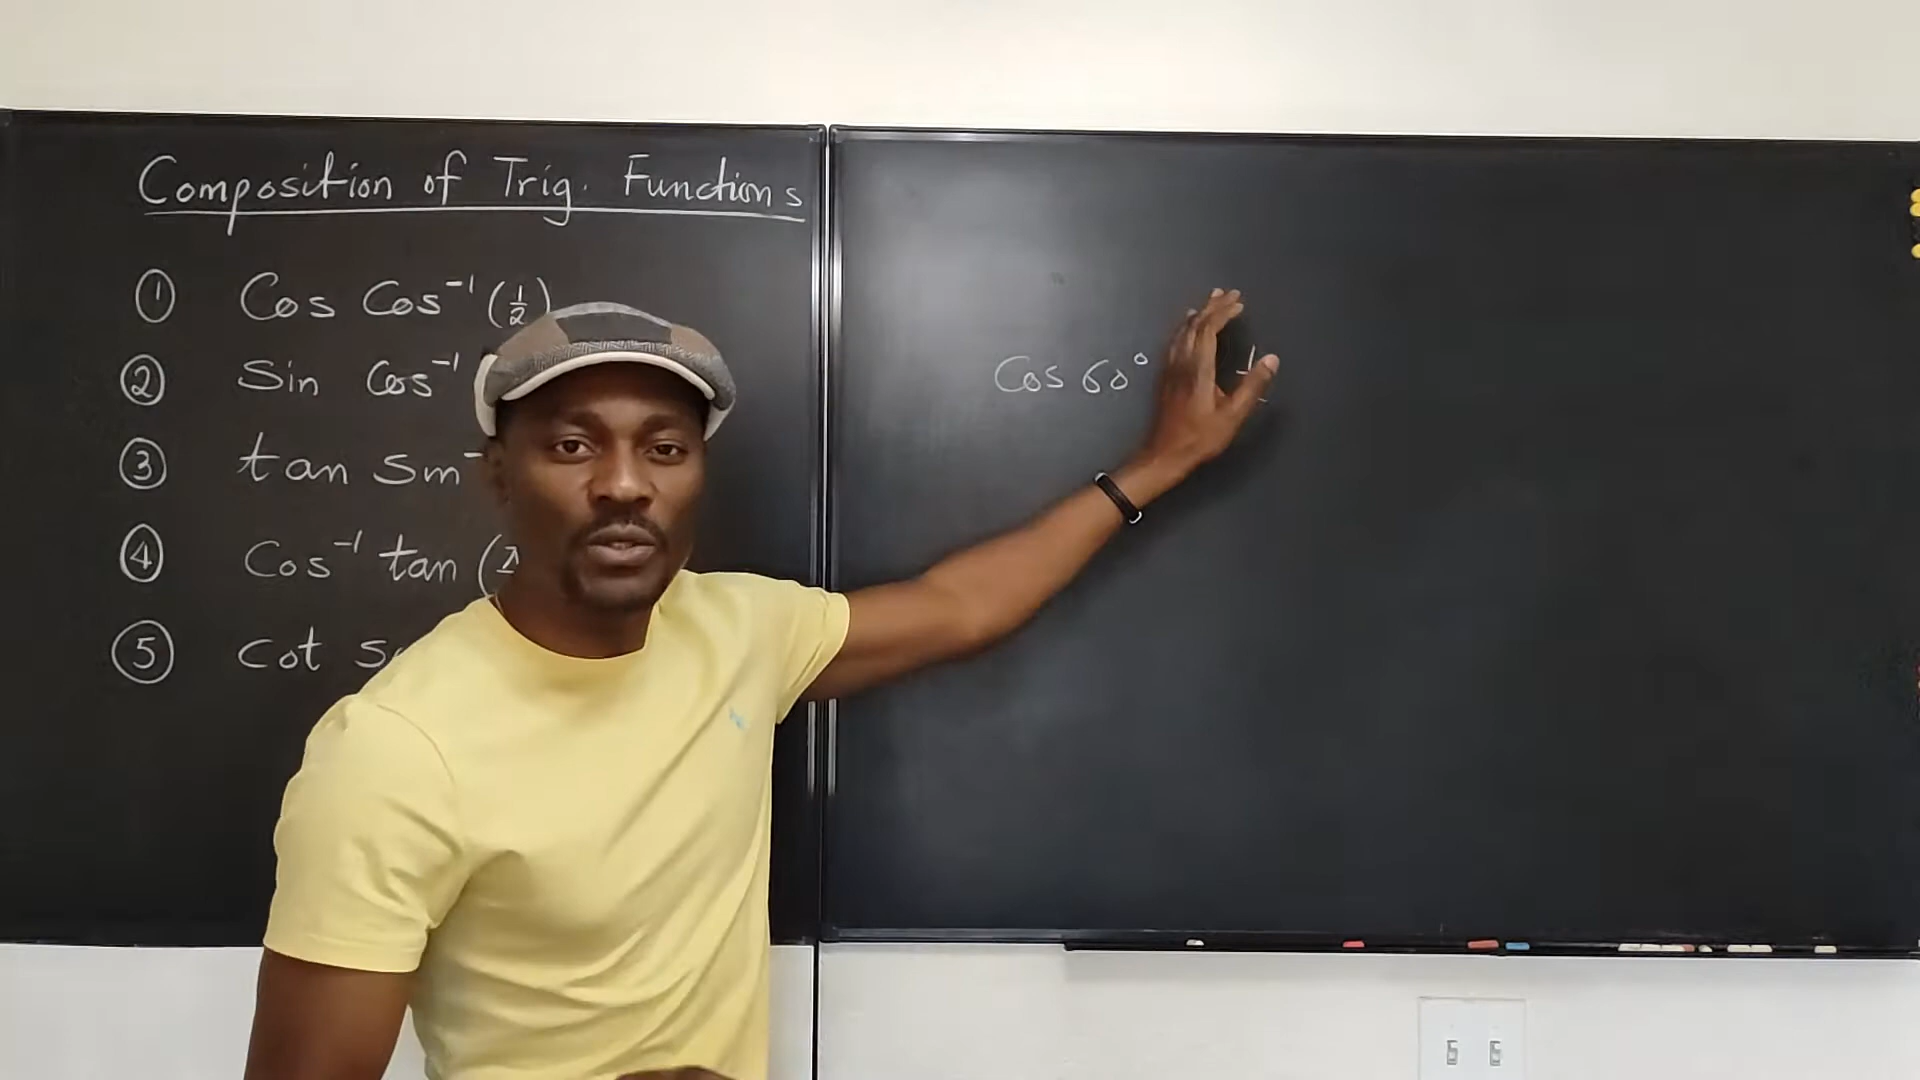 Composition of Trig. Functions
① Cos Cos⁻¹ (1/2)
② Sin Cos⁻¹
③ tan Sin⁻
④ Cos⁻¹ tan (
⑤ cot
Cos 60° 1